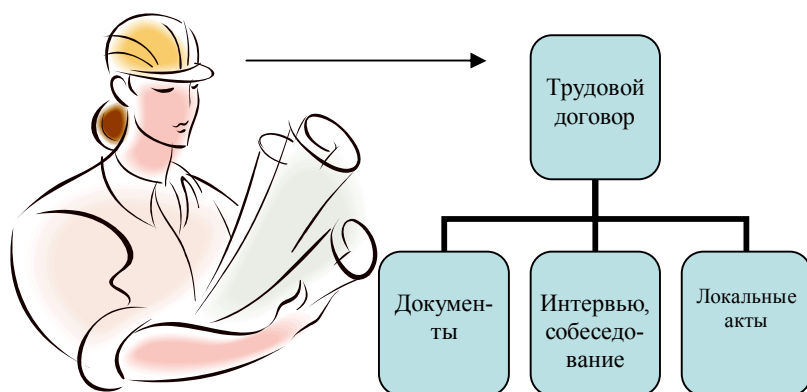 Трудовой
договор
Докумен-
ты
Интервью,
собеседо-
вание
Локальные
акты